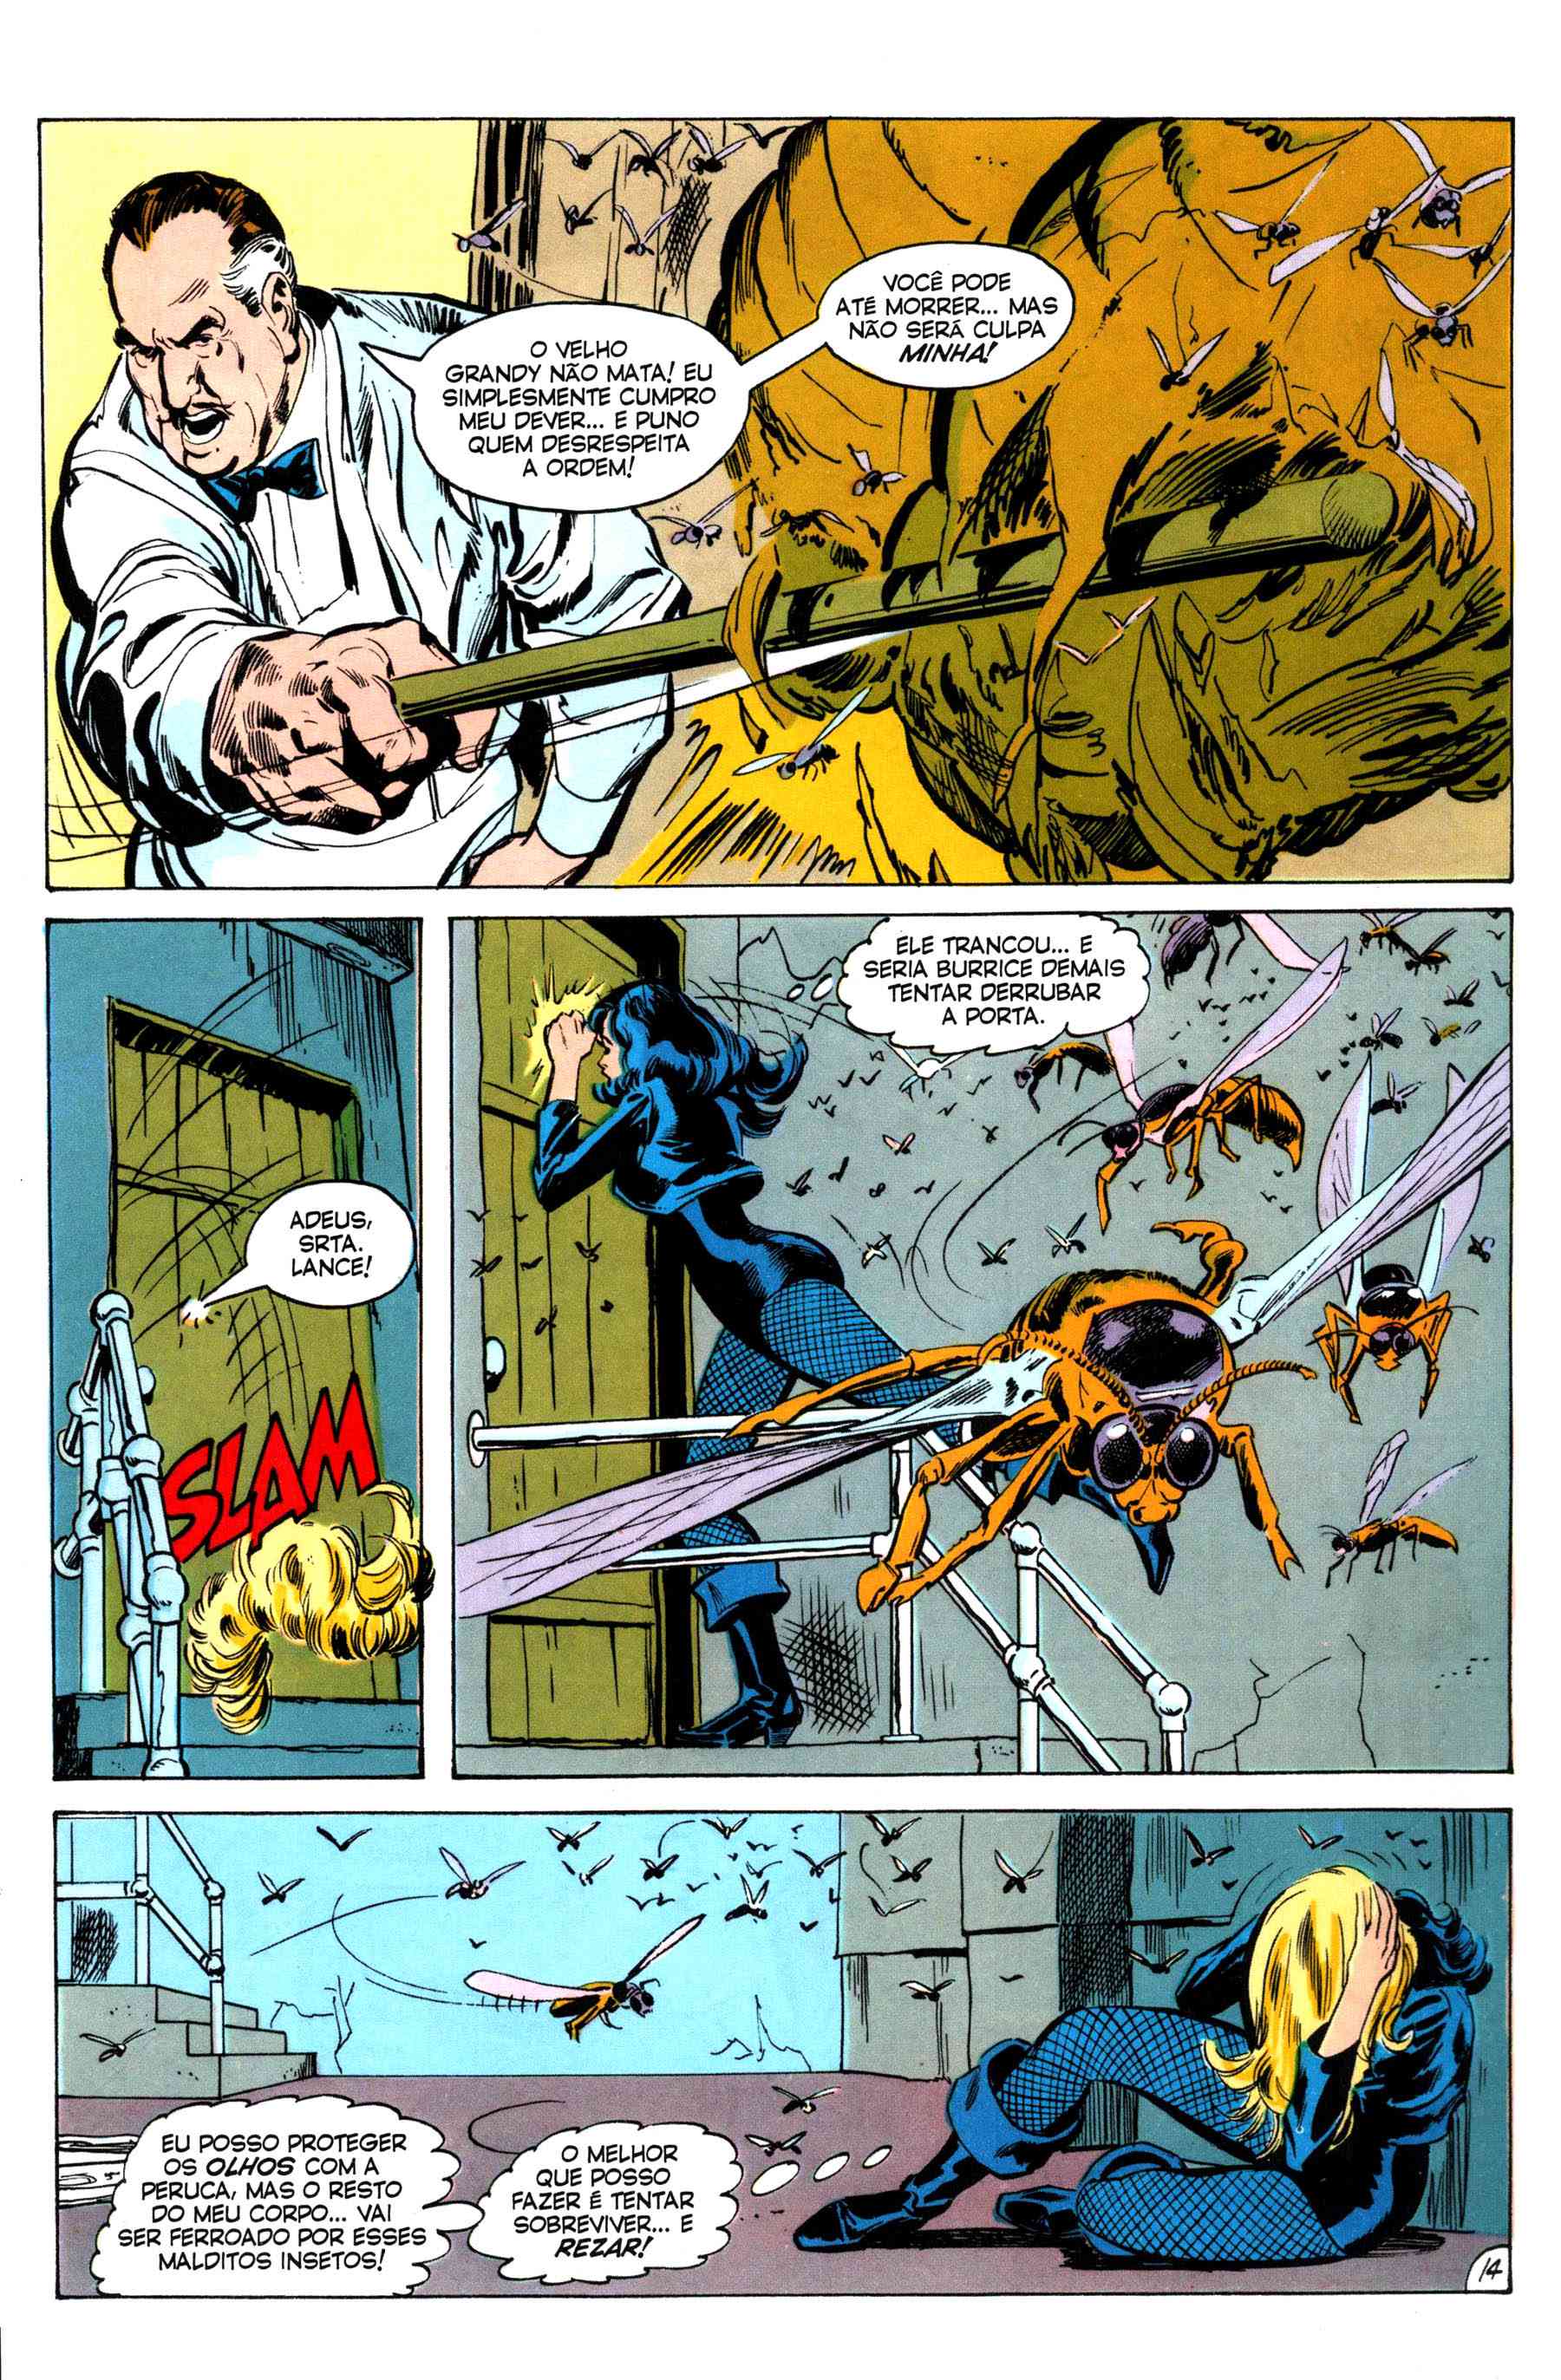 O VELHO
GRANDY NÃO MATA! EU
SIMPLESMENTE CUMPRO
MEU DEVER... E PUNO
QUEM DESRESPEITA
A ORDEM!
VOCÊ PODE
ATÉ MORRER... MAS
NÃO SERÁ CULPA
MINHA!
ADEUS,
SRTA.
LANCE!
SLAM
ELE TRANCOU... E
SERIA BURRICE DEMAIS
TENTAR DERRUBAR
A PORTA.
EU POSSO PROTEGER
OS OLHOS COM A
PERUCA, MAS O RESTO
DO MEU CORPO... VAI
SER FERROADO POR ESSES
MALDITOS INSETOS!
O MELHOR
QUE POSSO
FAZER É TENTAR
SOBREVIVER... E
REZAR!
14